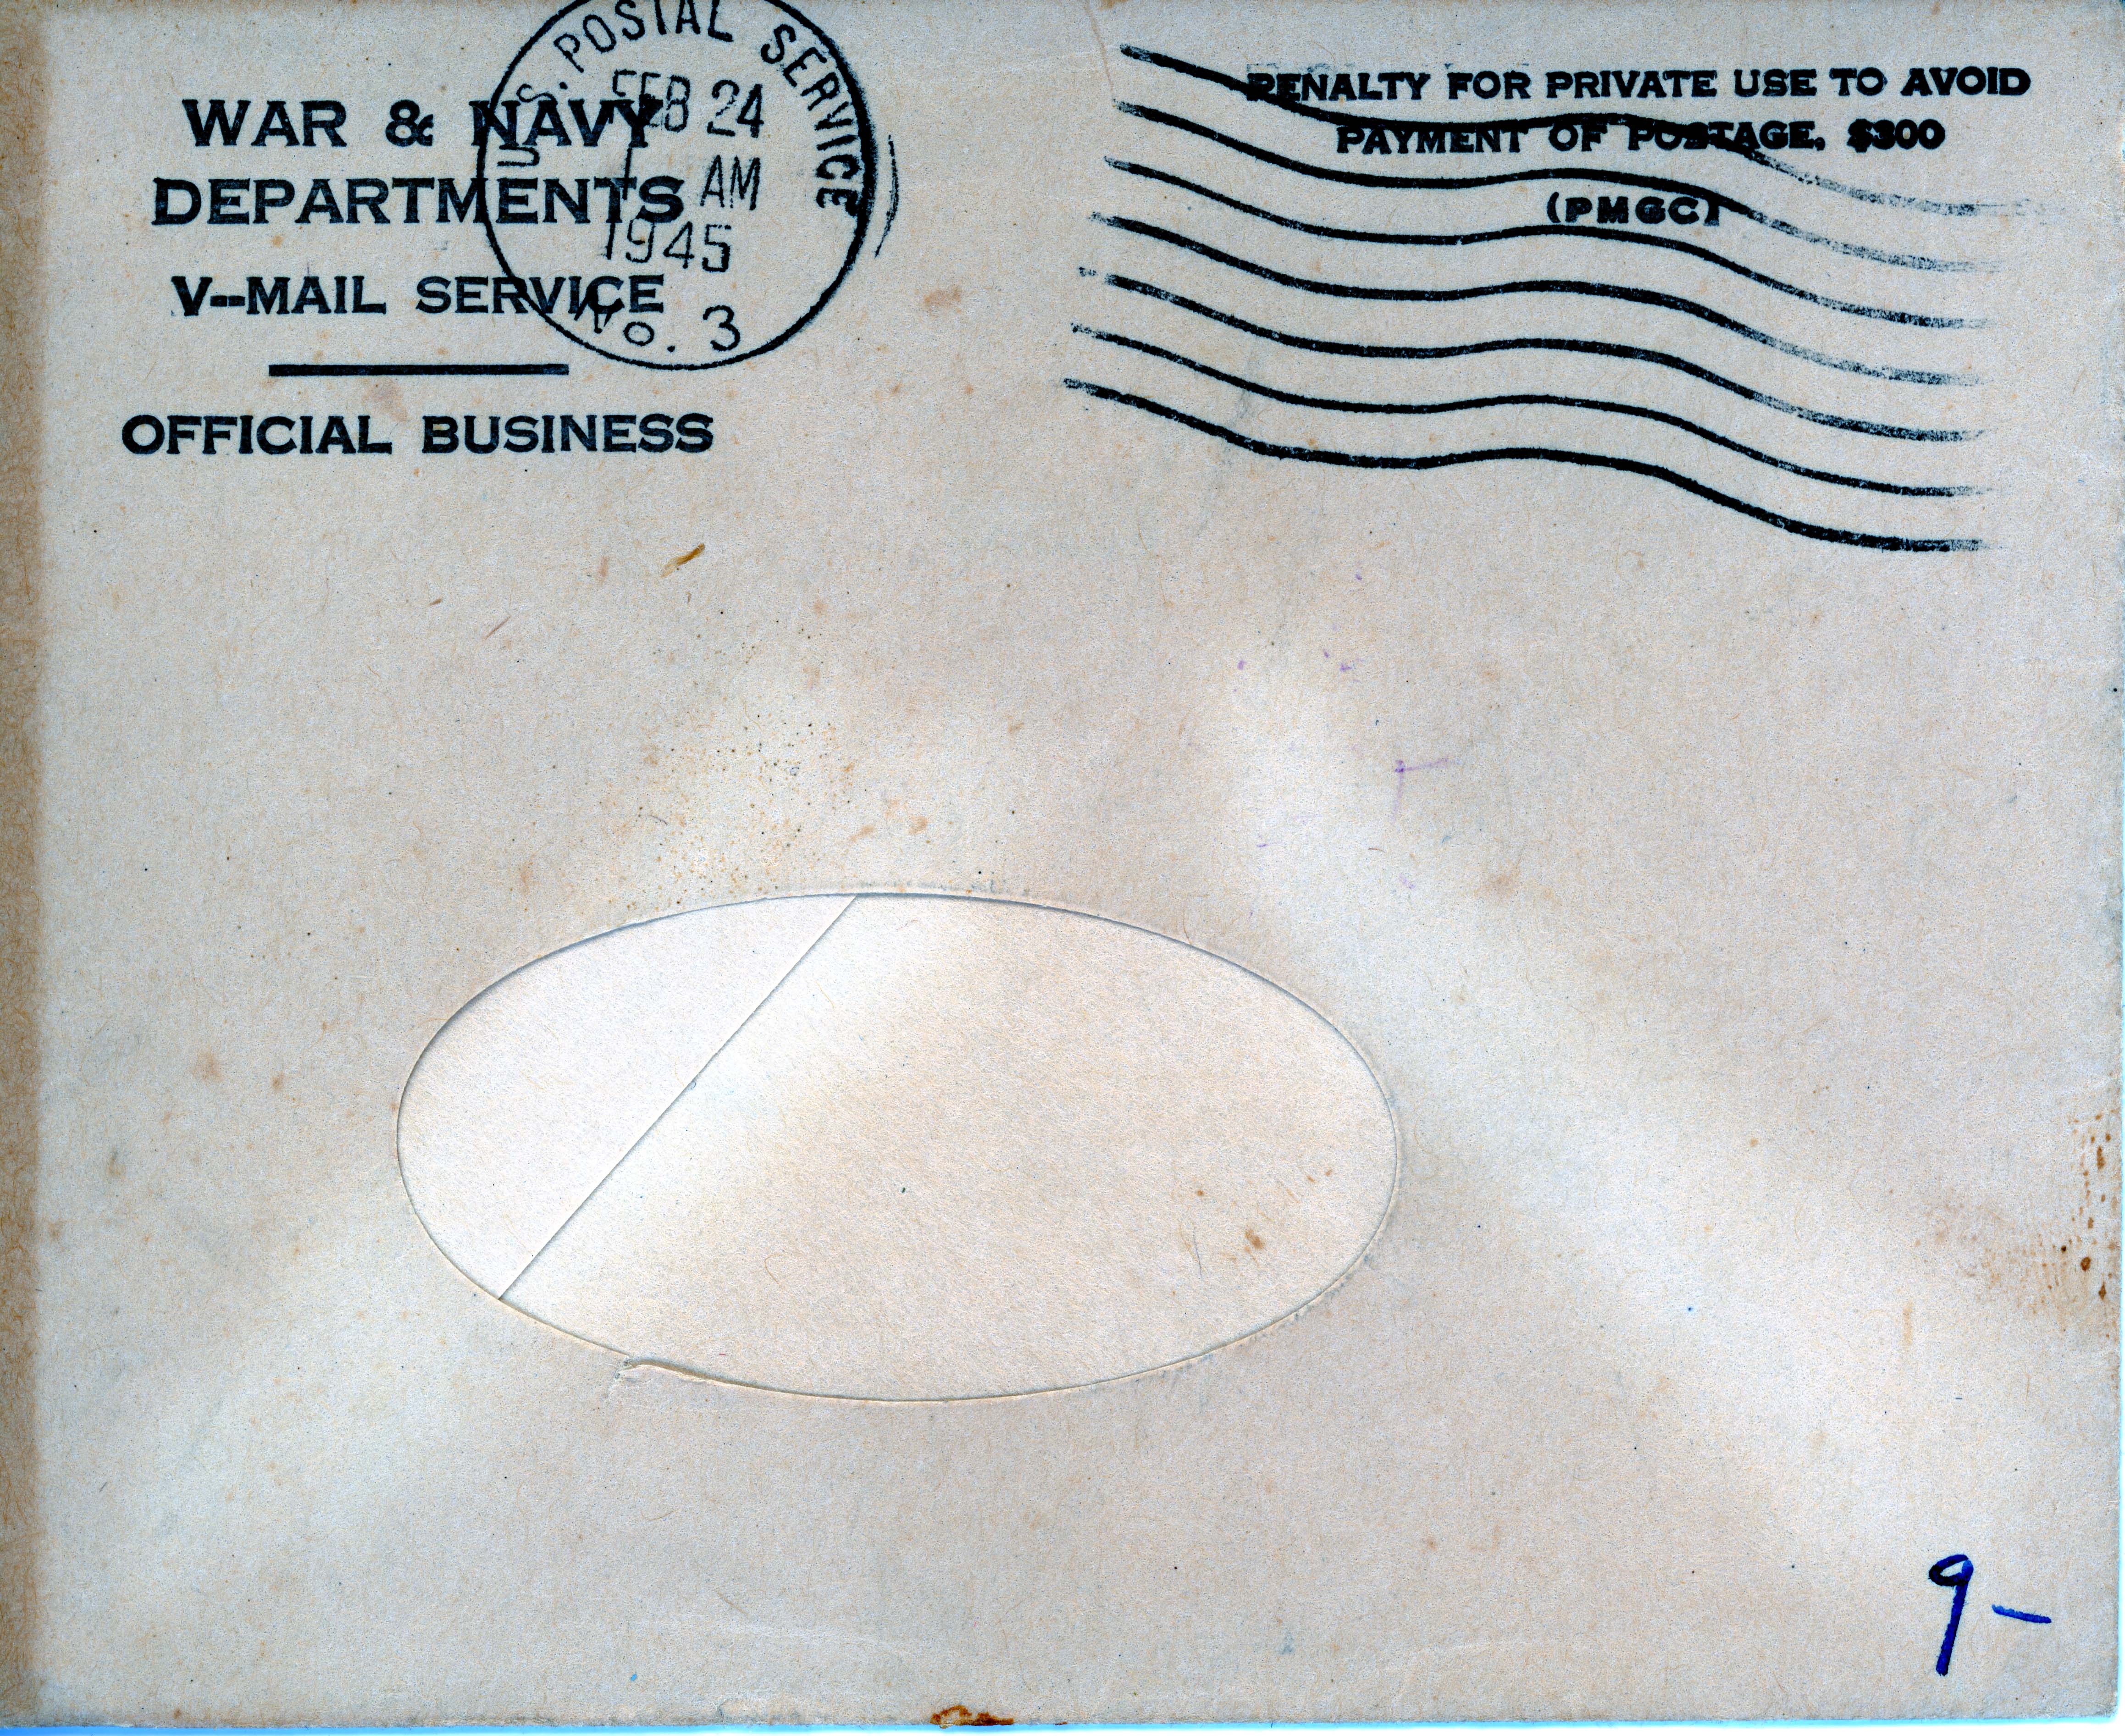 WAR & NAVY
DEPARTMENTS
V--MAIL SERVICE
OFFICIAL BUSINESS
U. S. POSTAL SERVICE
FEB 24
1 AM
1945
No. 3
PENALTY FOR PRIVATE USE TO AVOID
PAYMENT OF POSTAGE, $300
(PMGC)
9-